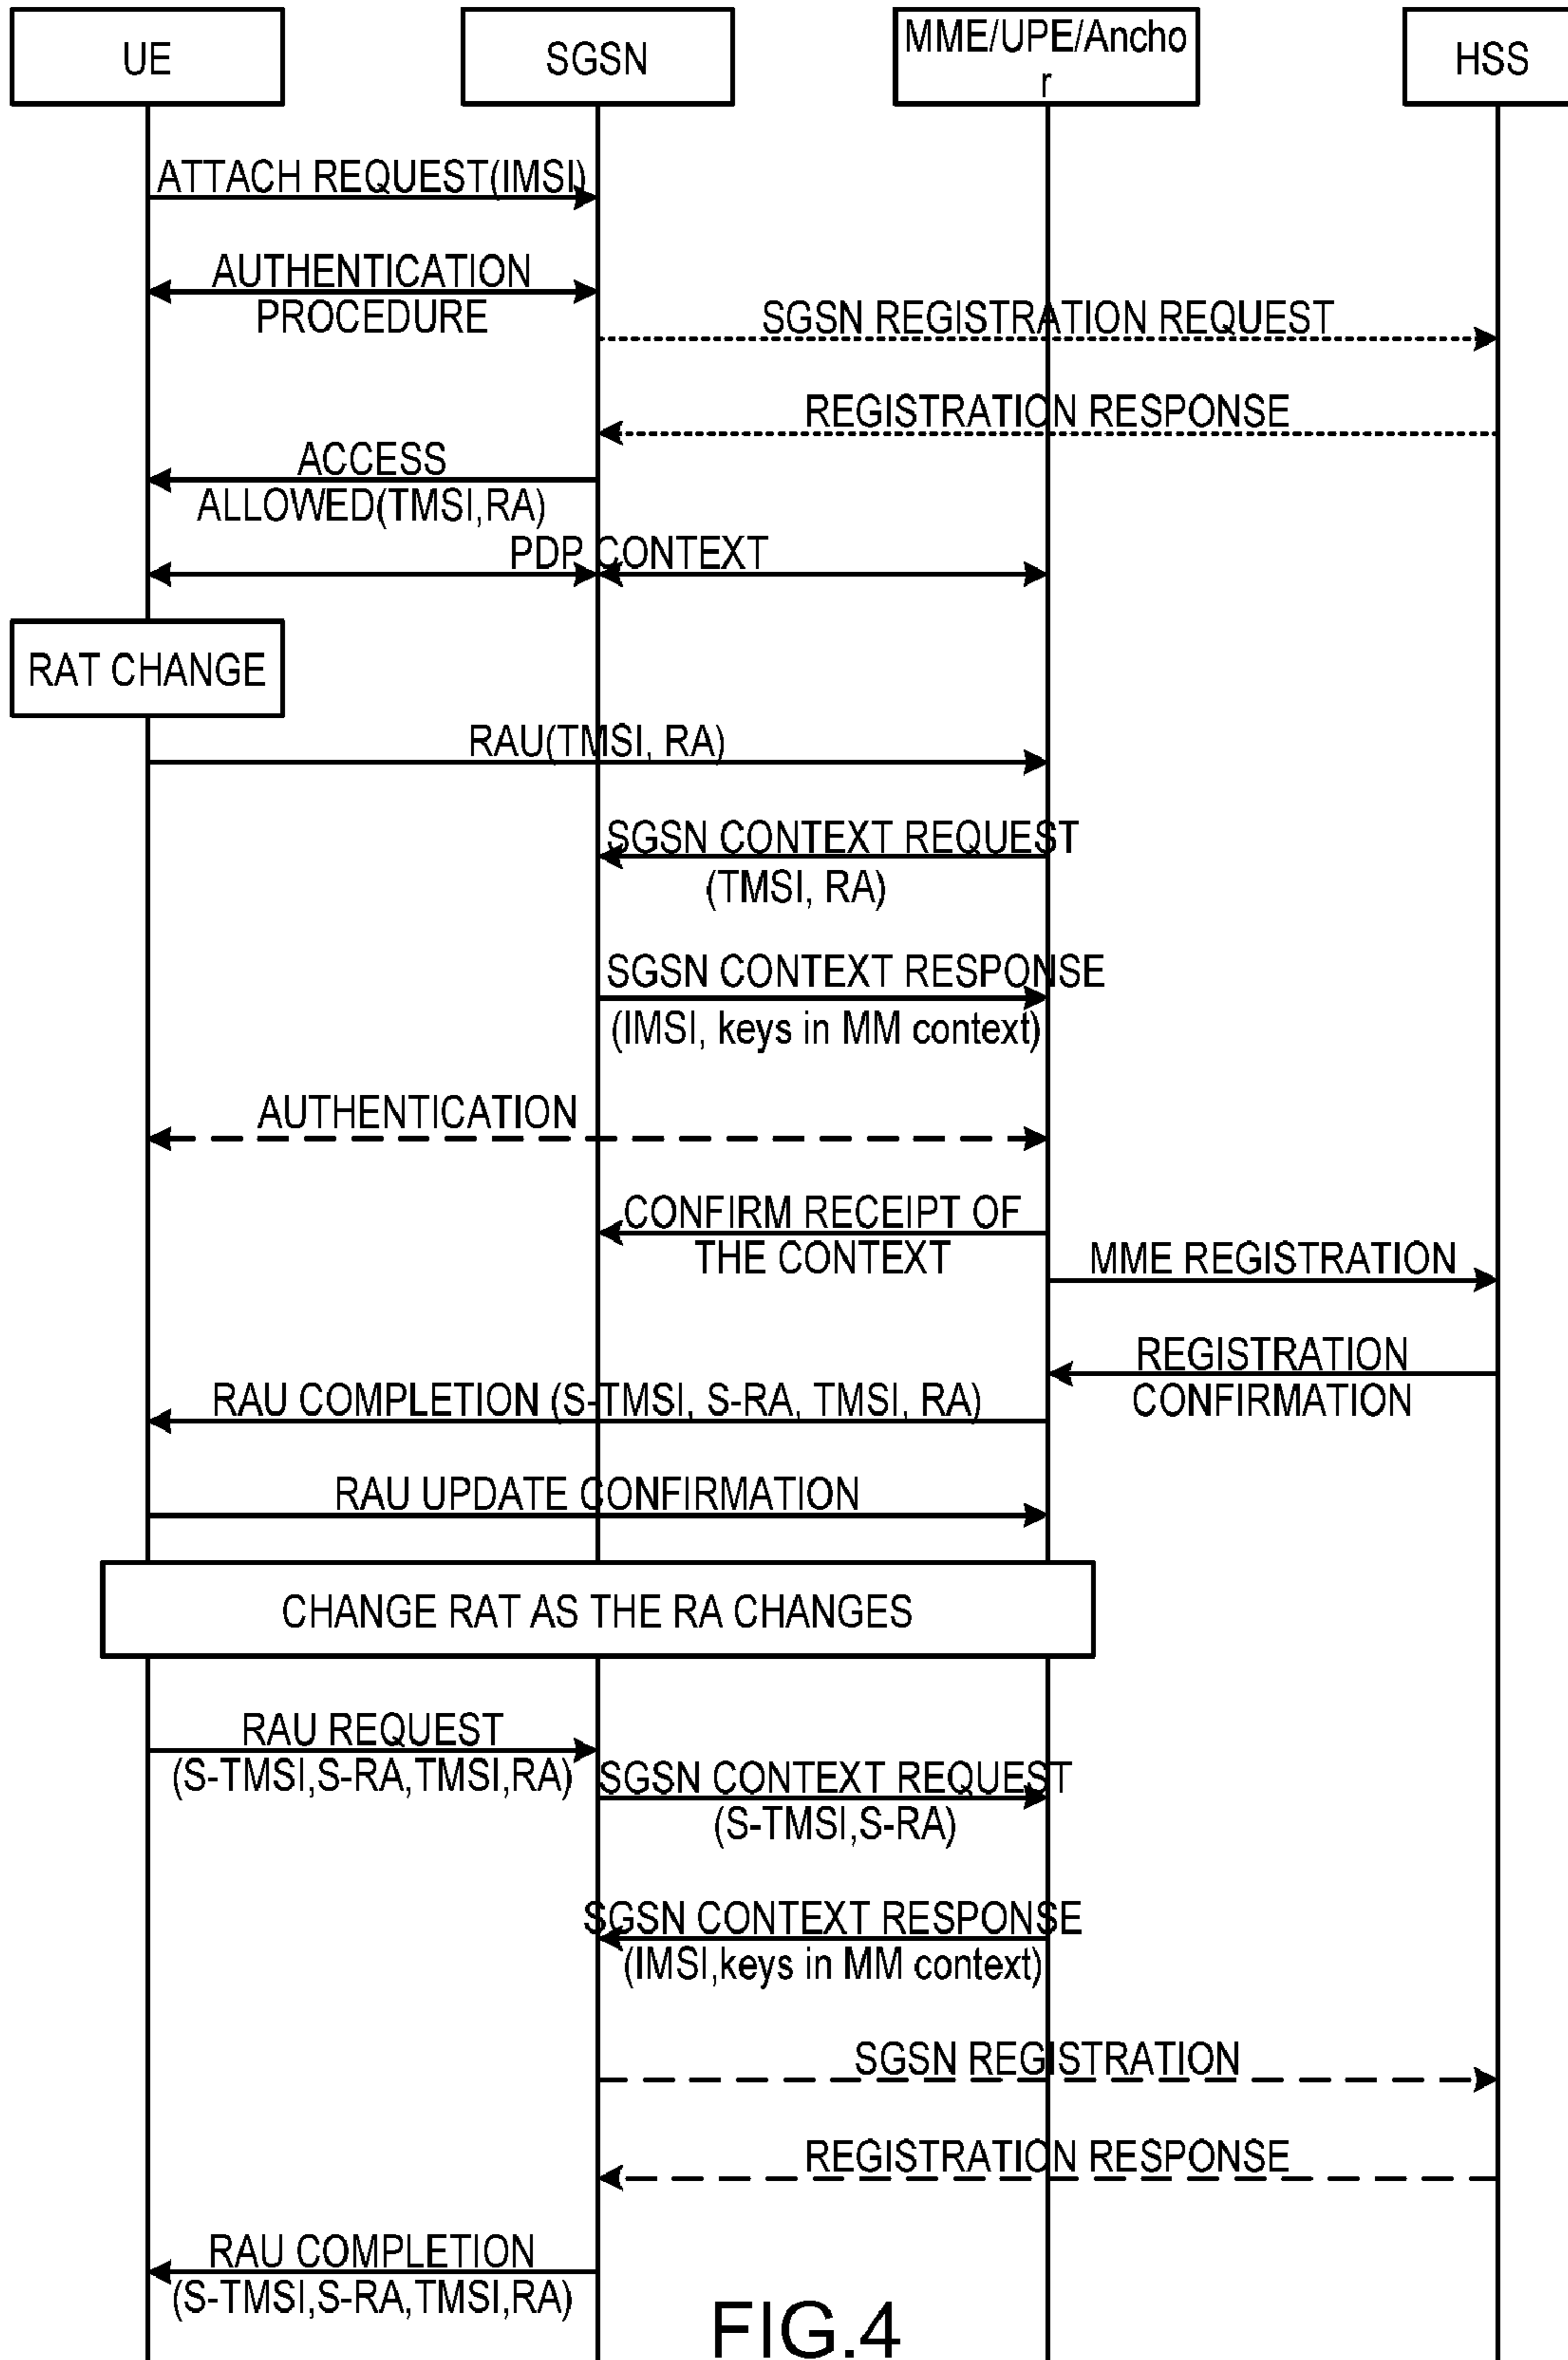 UE
SGSN
MME/UPE/Ancho
r
HSS
ATTACH REQUEST(IMSI)
AUTHENTICATION
PROCEDURE
SGSN REGISTRATION REQUEST
REGISTRATION RESPONSE
ACCESS
ALLOWED(TMSI,RA)
PDP CONTEXT
RAT CHANGE
RAU(TMSI, RA)
SGSN CONTEXT REQUEST
(TMSI, RA)
SGSN CONTEXT RESPONSE
(IMSI, keys in MM context)
AUTHENTICATION
CONFIRM RECEIPT OF
THE CONTEXT
MME REGISTRATION
REGISTRATION
CONFIRMATION
RAU COMPLETION (S-TMSI, S-RA, TMSI, RA)
RAU UPDATE CONFIRMATION
CHANGE RAT AS THE RA CHANGES
RAU REQUEST
(S-TMSI,S-RA,TMSI,RA)
SGSN CONTEXT REQUEST
(S-TMSI,S-RA)
SGSN CONTEXT RESPONSE
(IMSI,keys in MM context)
SGSN REGISTRATION
REGISTRATION RESPONSE
RAU COMPLETION
(S-TMSI,S-RA,TMSI,RA)
FIG.4